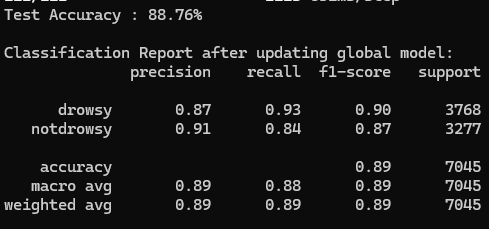 Test Accuracy : 88.76%
Classification Report after updating global model:
precision recall f1-score support
drowsy 0.87 0.93 0.90 3768
notdrowsy 0.91 0.84 0.87 3277
accuracy 0.89 7045
macro avg 0.89 0.88 0.89 7045
weighted avg 0.89 0.89 0.89 7045